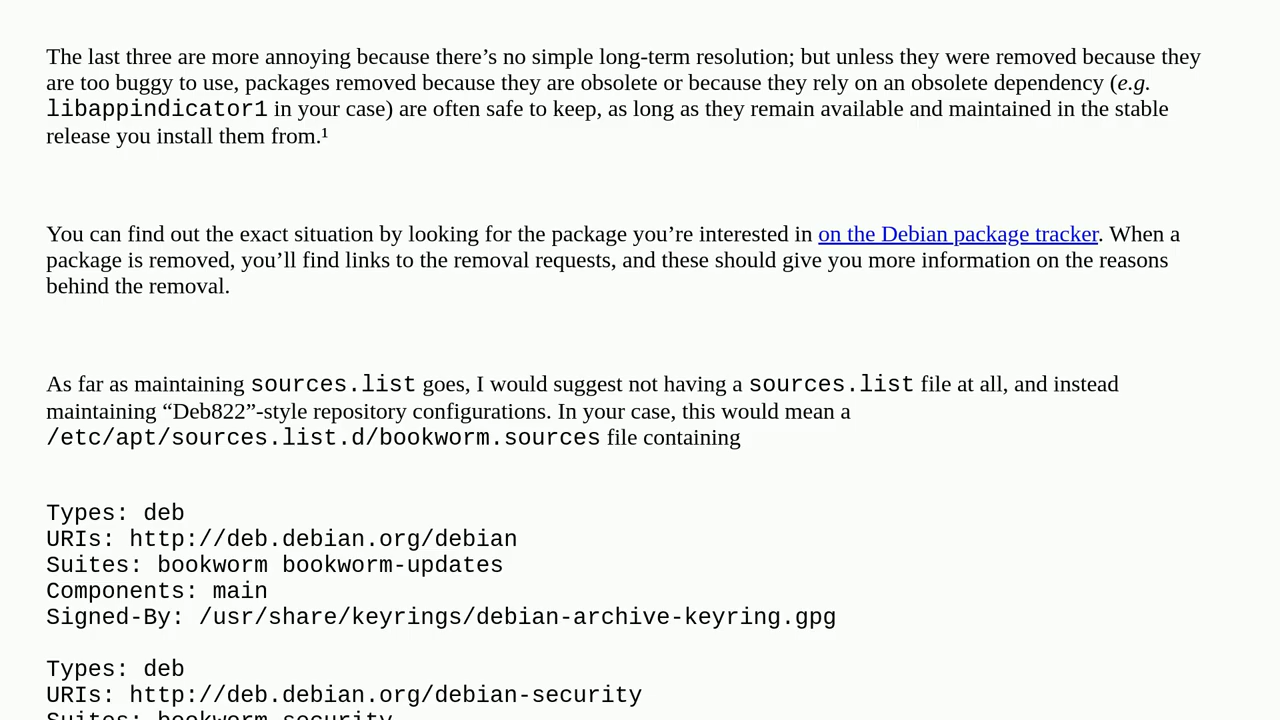 The last three are more annoying because there’s no simple long-term resolution; but unless they were removed because they
are too buggy to use, packages removed because they are obsolete or because they rely on an obsolete dependency (e.g.
libappindicator1 in your case) are often safe to keep, as long as they remain available and maintained in the stable
release you install them from.¹
You can find out the exact situation by looking for the package you’re interested in on the Debian package tracker. When a
package is removed, you’ll find links to the removal requests, and these should give you more information on the reasons
behind the removal.
As far as maintaining sources.list goes, I would suggest not having a sources.list file at all, and instead
maintaining “Deb822”-style repository configurations. In your case, this would mean a
/etc/apt/sources.list.d/bookworm.sources file containing
Types: deb
URIs: http://deb.debian.org/debian
Suites: bookworm bookworm-updates
Components: main
Signed-By: /usr/share/keyrings/debian-archive-keyring.gpg
Types: deb
URIs: http://deb.debian.org/debian-security
Suites: bookworm-security